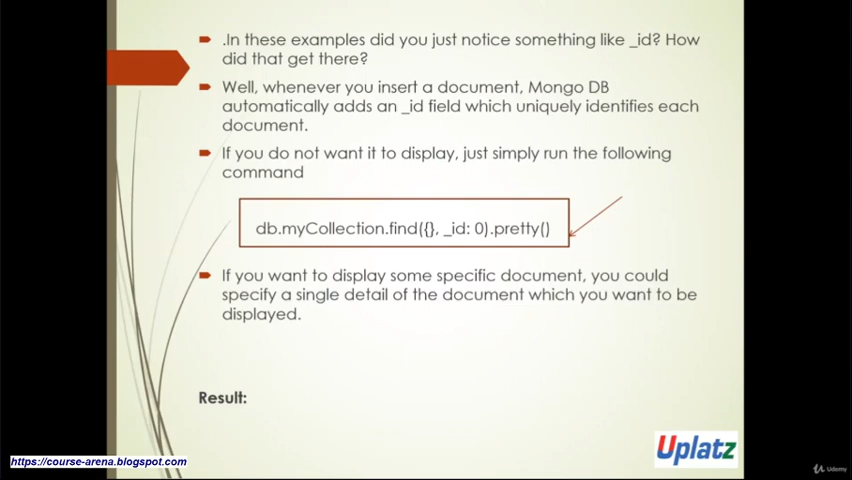 .In these examples did you just notice something like _id? How
did that get there?
Well, whenever you insert a document, Mongo DB
automatically adds an _id field which uniquely identifies each
document.
If you do not want it to display, just simply run the following
command
db.myCollection.find({}, _id: 0).pretty()
If you want to display some specific document, you could
specify a single detail of the document which you want to be
displayed.
Result:
Uplatz
https://course-arena.blogspot.com
Udemy